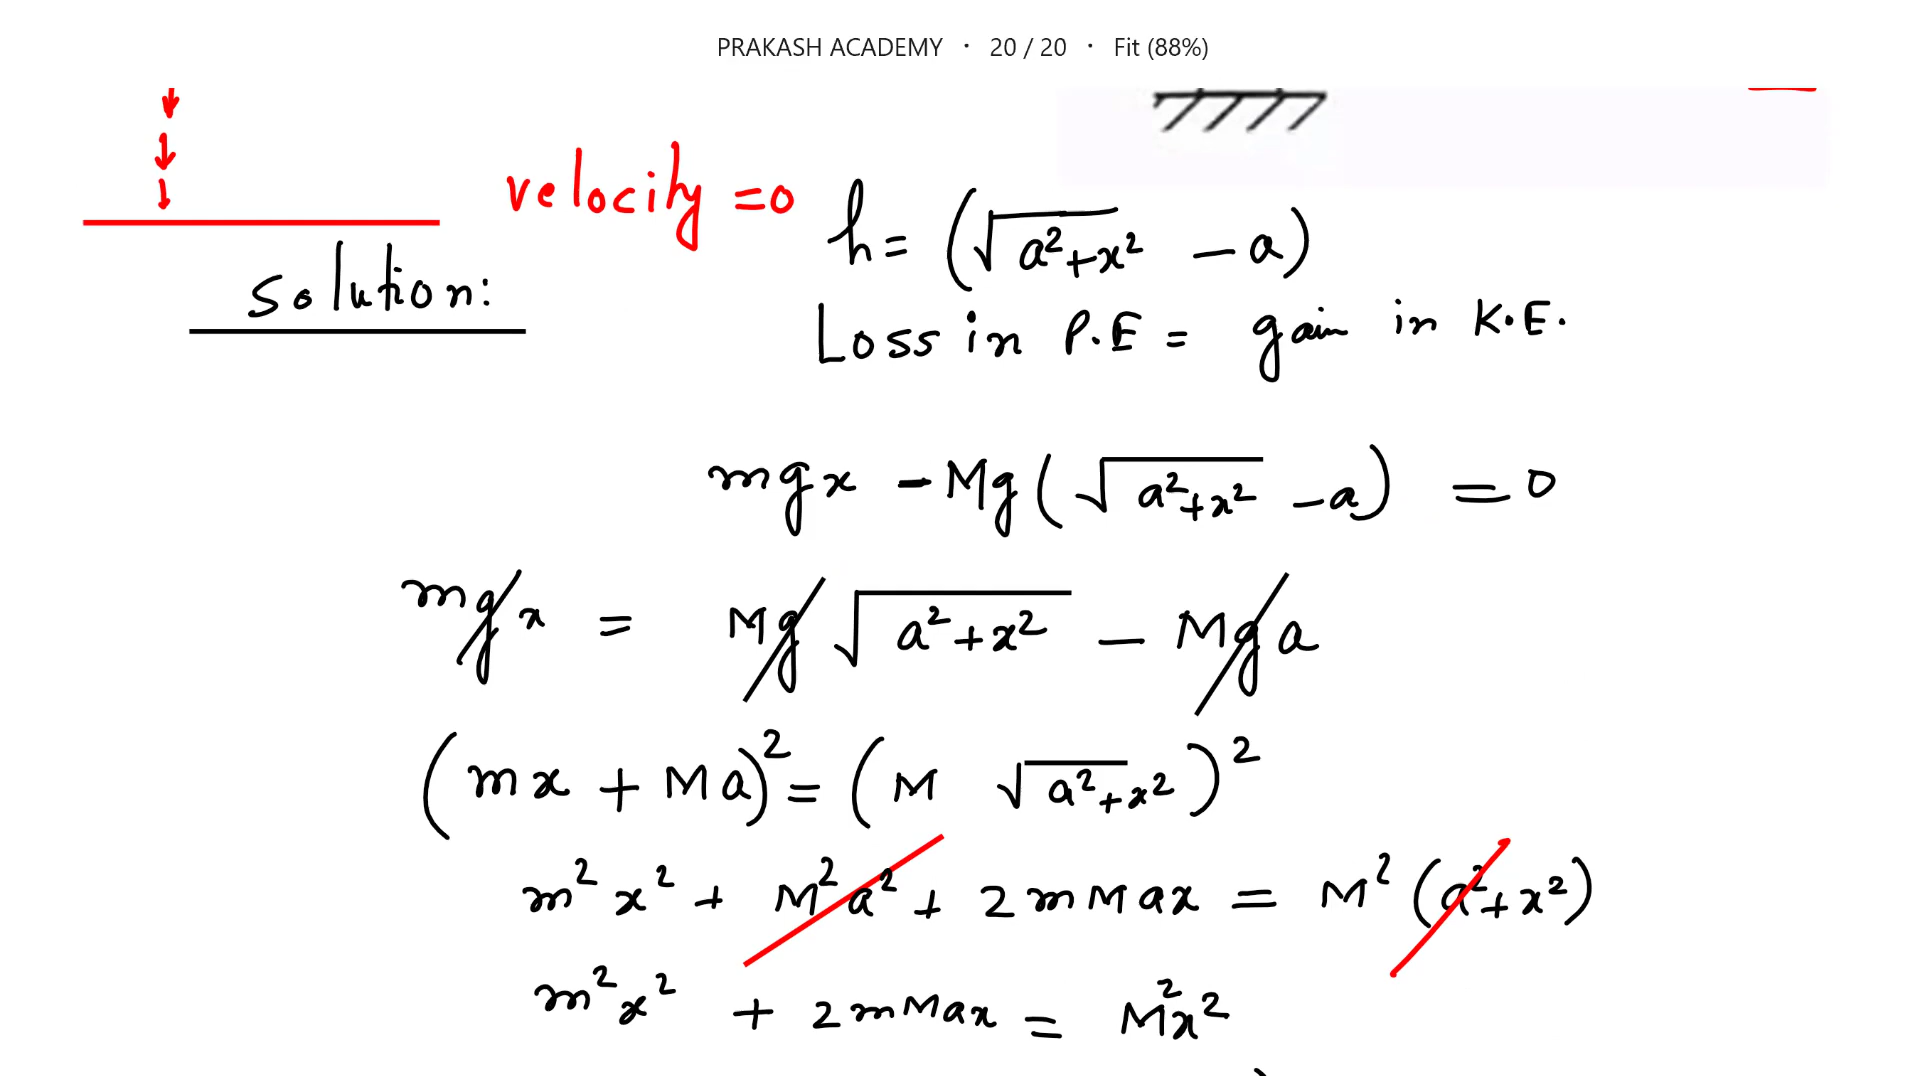 PRAKASH ACADEMY · 20 / 20 · Fit (88%)
velocity = 0
h = (√a²+x² - a)
Solution:
Loss in P.E = gain in K.E.
mgx - Mg(√a²+x² - a) = 0
mgx = Mg √a²+x² - Mga
(mx + Ma)² = (M √a²+x²)²
m²x² + M²a² + 2mMax = M²(a²+x²)
m²x² + 2mMax = M²x²